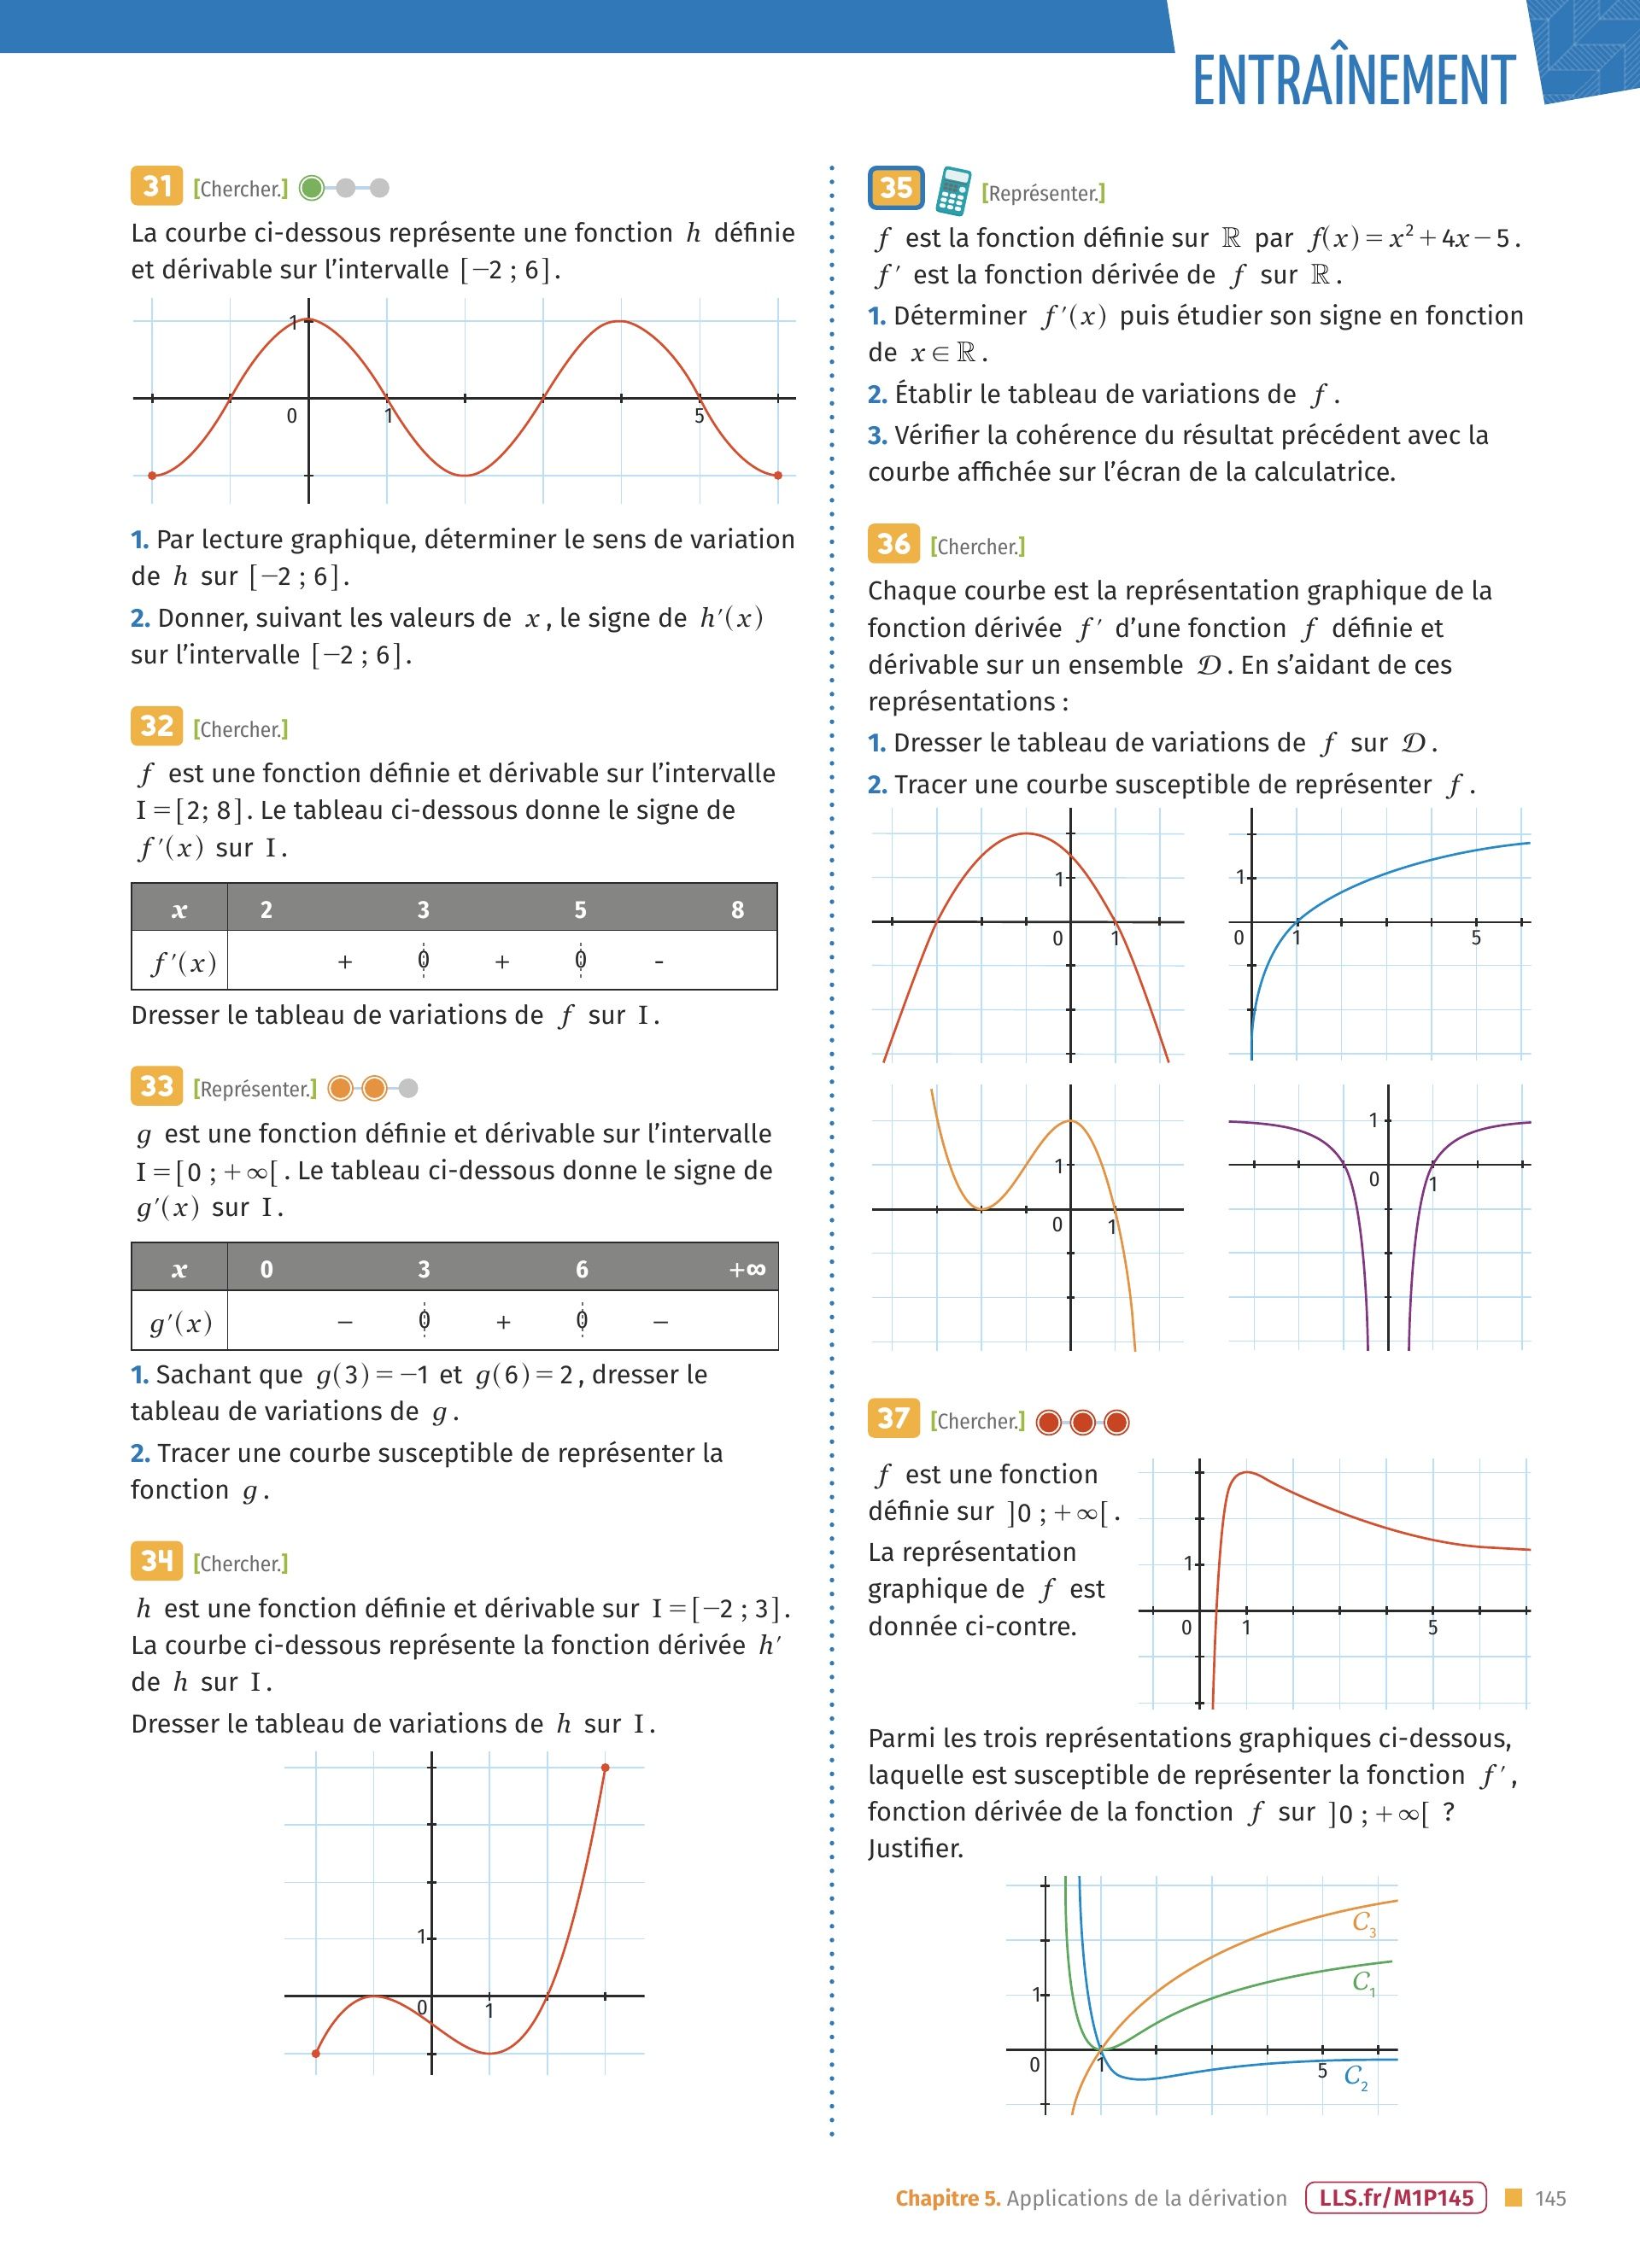 ENTRAÎNEMENT
31 [Chercher.]
La courbe ci-dessous représente une fonction h définie
et dérivable sur l’intervalle [−2 ; 6].
1
0 1 5
1. Par lecture graphique, déterminer le sens de variation
de h sur [−2 ; 6].
2. Donner, suivant les valeurs de x, le signe de h′(x)
sur l’intervalle [−2 ; 6].
32 [Chercher.]
f est une fonction définie et dérivable sur l’intervalle
I = [2; 8]. Le tableau ci-dessous donne le signe de
f′(x) sur I.
x 2 3 5 8
f′(x) + 0 + 0 -
Dresser le tableau de variations de f sur I.
33 [Représenter.]
g est une fonction définie et dérivable sur l’intervalle
I = [0 ; +∞[. Le tableau ci-dessous donne le signe de
g′(x) sur I.
x 0 3 6 +∞
g′(x) − 0 + 0 −
1. Sachant que g(3) = −1 et g(6) = 2, dresser le
tableau de variations de g.
2. Tracer une courbe susceptible de représenter la
fonction g.
34 [Chercher.]
h est une fonction définie et dérivable sur I = [−2 ; 3].
La courbe ci-dessous représente la fonction dérivée h′
de h sur I.
Dresser le tableau de variations de h sur I.
1
0 1
35 [Représenter.]
f est la fonction définie sur ℝ par f(x) = x² + 4x − 5.
f′ est la fonction dérivée de f sur ℝ.
1. Déterminer f′(x) puis étudier son signe en fonction
de x ∈ ℝ.
2. Établir le tableau de variations de f.
3. Vérifier la cohérence du résultat précédent avec la
courbe affichée sur l’écran de la calculatrice.
36 [Chercher.]
Chaque courbe est la représentation graphique de la
fonction dérivée f′ d’une fonction f définie et
dérivable sur un ensemble 𝒟. En s’aidant de ces
représentations :
1. Dresser le tableau de variations de f sur 𝒟.
2. Tracer une courbe susceptible de représenter f.
1
0 1
1
0 1 5
1
0 1
1
0 1
37 [Chercher.]
f est une fonction
définie sur ]0 ; +∞[.
La représentation
graphique de f est
donnée ci-contre.
1
0 1 5
Parmi les trois représentations graphiques ci-dessous,
laquelle est susceptible de représenter la fonction f′,
fonction dérivée de la fonction f sur ]0 ; +∞[ ?
Justifier.
C₃
C₁
1
0 1 5 C₂
Chapitre 5. Applications de la dérivation LLS.fr/M1P145 145